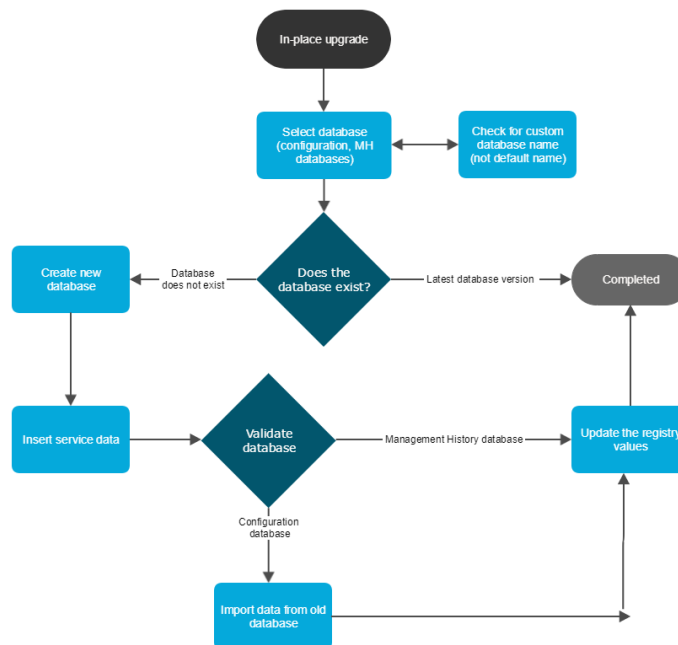 In-place upgrade
Select database
(configuration, MH
databases)
Check for custom
database name
(not default name)
Does the
database exist?
Database
does not exist
Latest database version
Create new
database
Completed
Insert service data
Validate
database
Management History database
Update the registry
values
Configuration
database
Import data from old
database